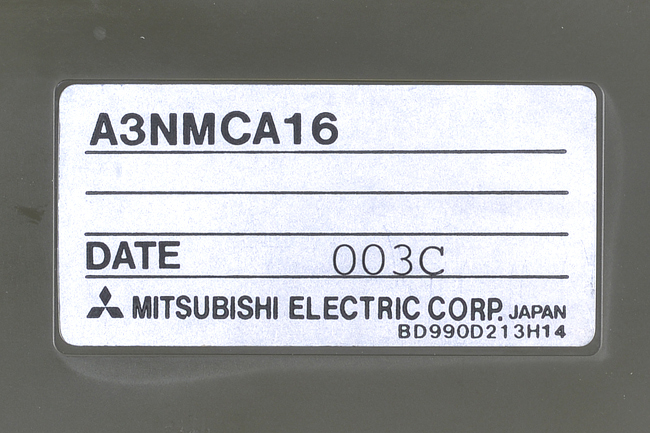 A3NMCA16
DATE 003C
MITSUBISHI ELECTRIC CORP. JAPAN
BD990D213H14